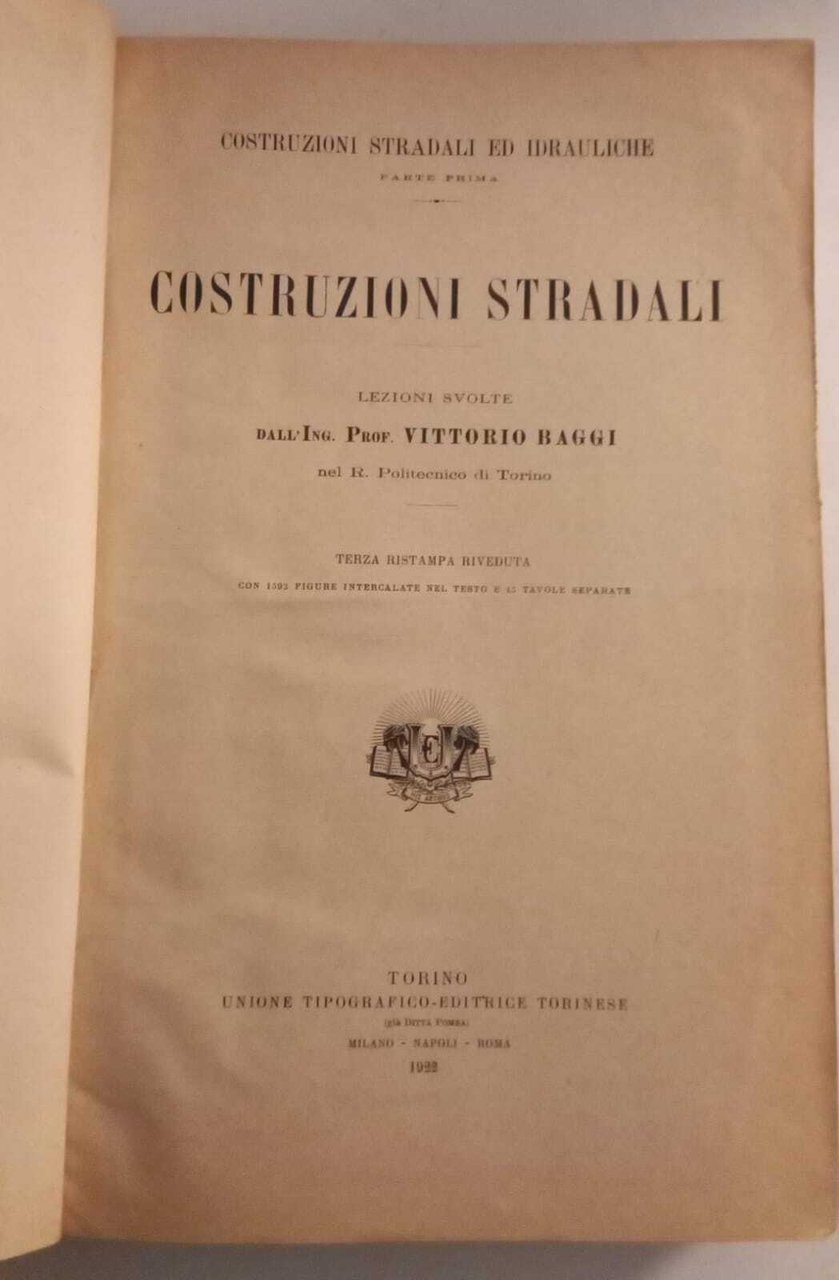 COSTRUZIONI STRADALI ED IDRAULICHE
PARTE PRIMA
COSTRUZIONI STRADALI
LEZIONI SVOLTE
DALL'ING. PROF. VITTORIO BAGGI
nel R. Politecnico di Torino
TERZA RISTAMPA RIVEDUTA
CON 1593 FIGURE INTERCALATE NEL TESTO E 45 TAVOLE SEPARATE
TORINO
UNIONE TIPOGRAFICO-EDITRICE TORINESE
(già DITTA POMBA)
MILANO - NAPOLI - ROMA
1922